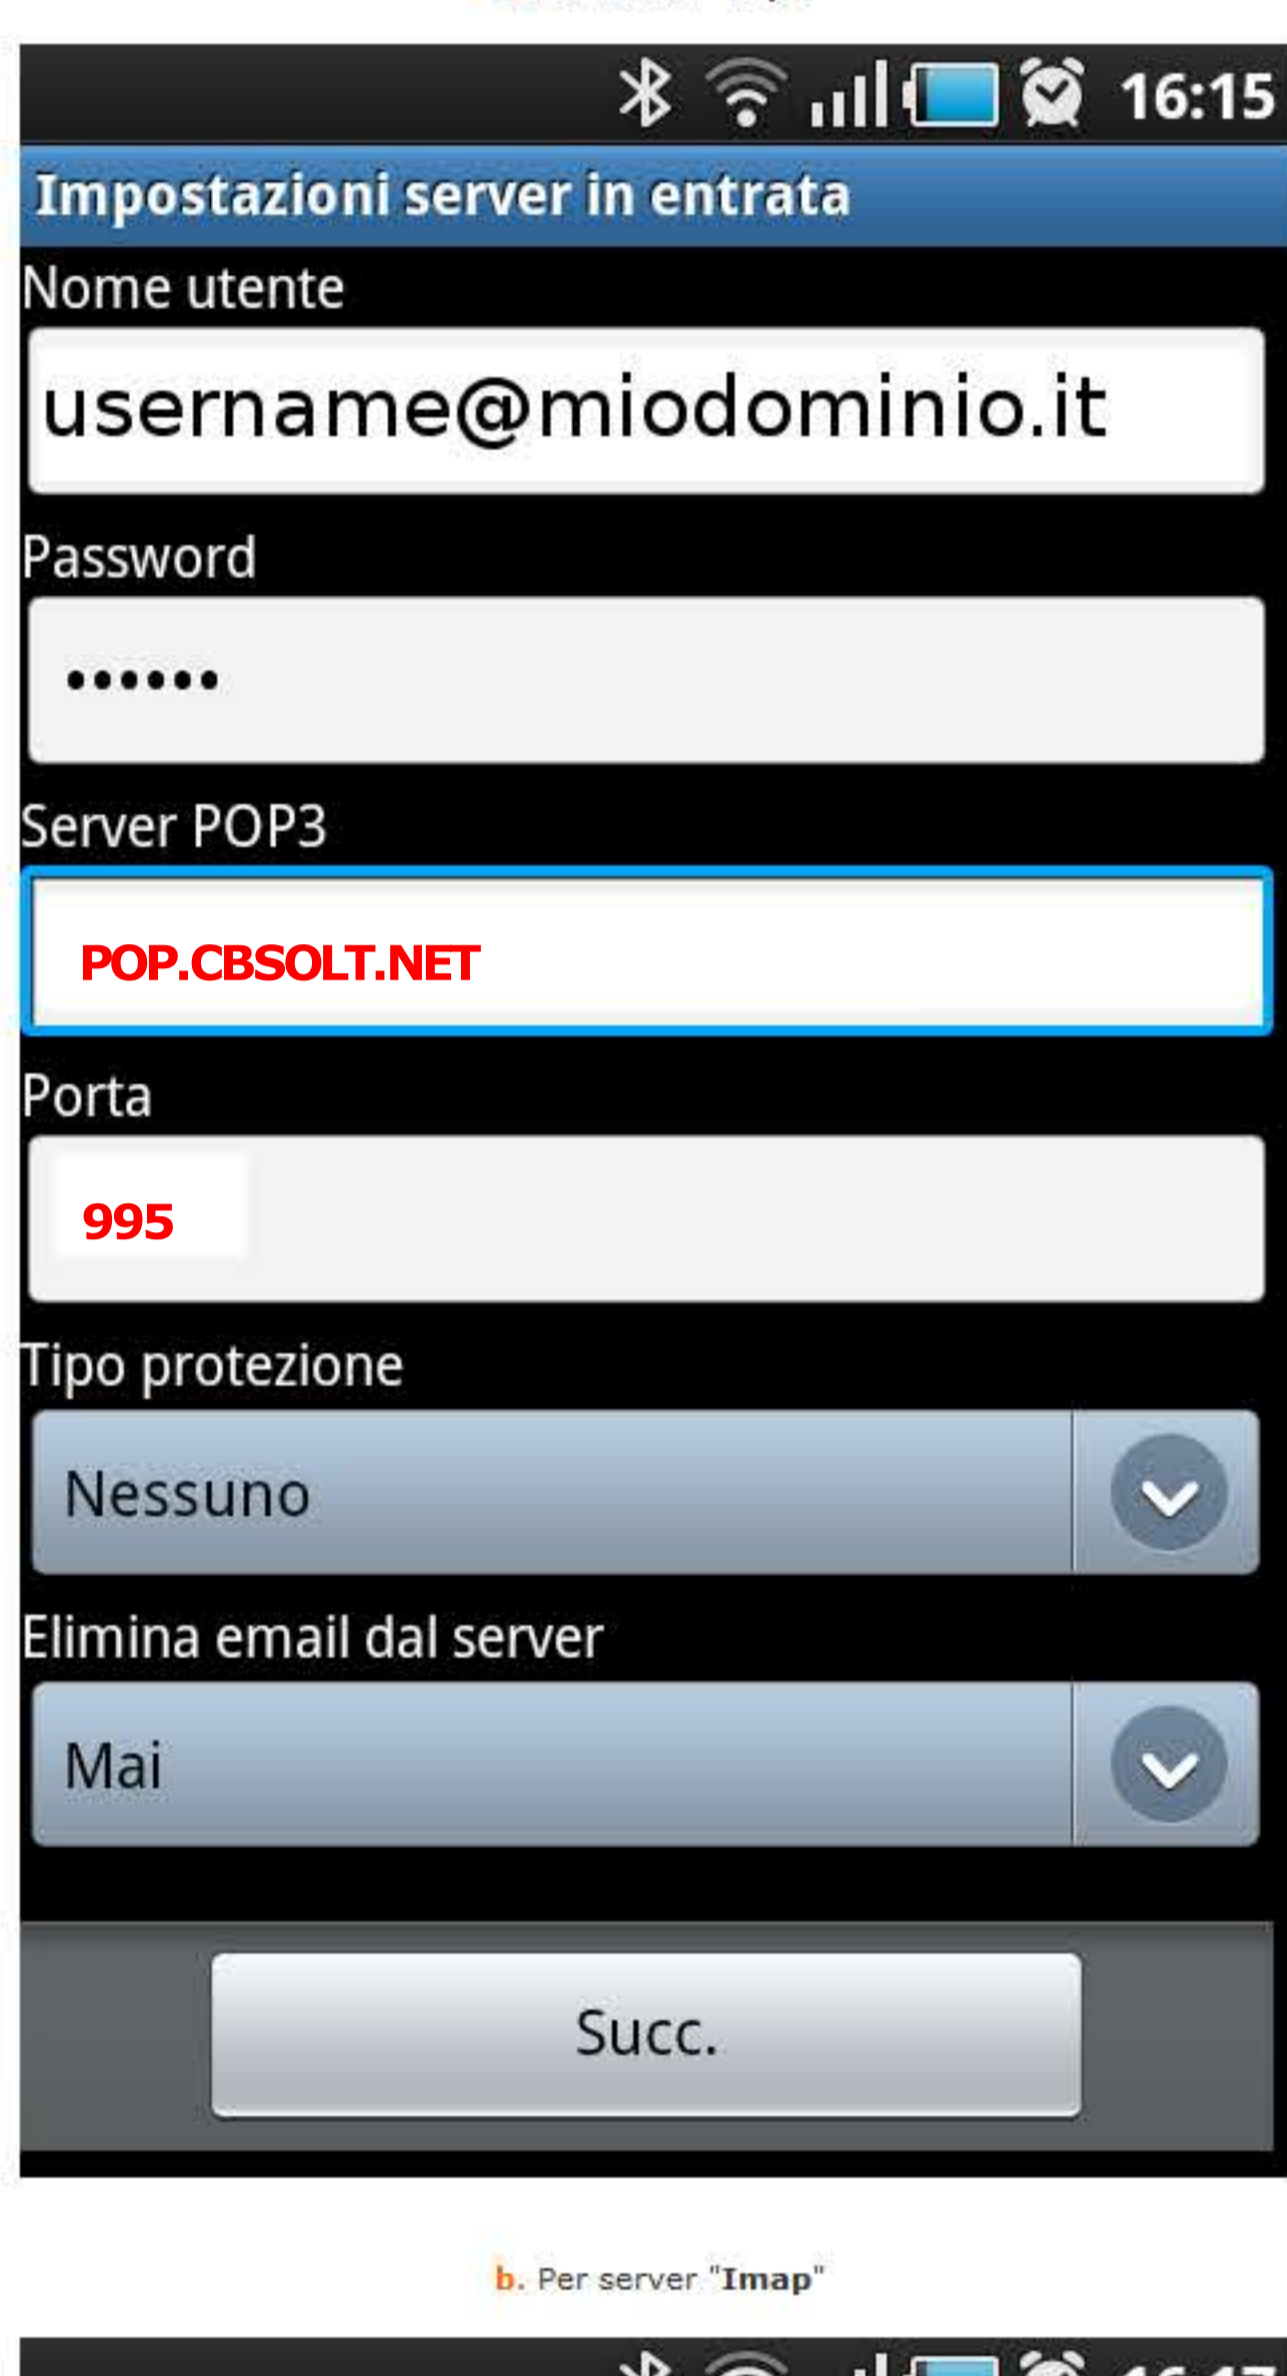 16:15
Impostazioni server in entrata
Nome utente
username@miodominio.it
Password
••••••
Server POP3
POP.CBSOLT.NET
Porta
995
Tipo protezione
Nessuno
Elimina email dal server
Mai
Succ.
b. Per server "Imap"